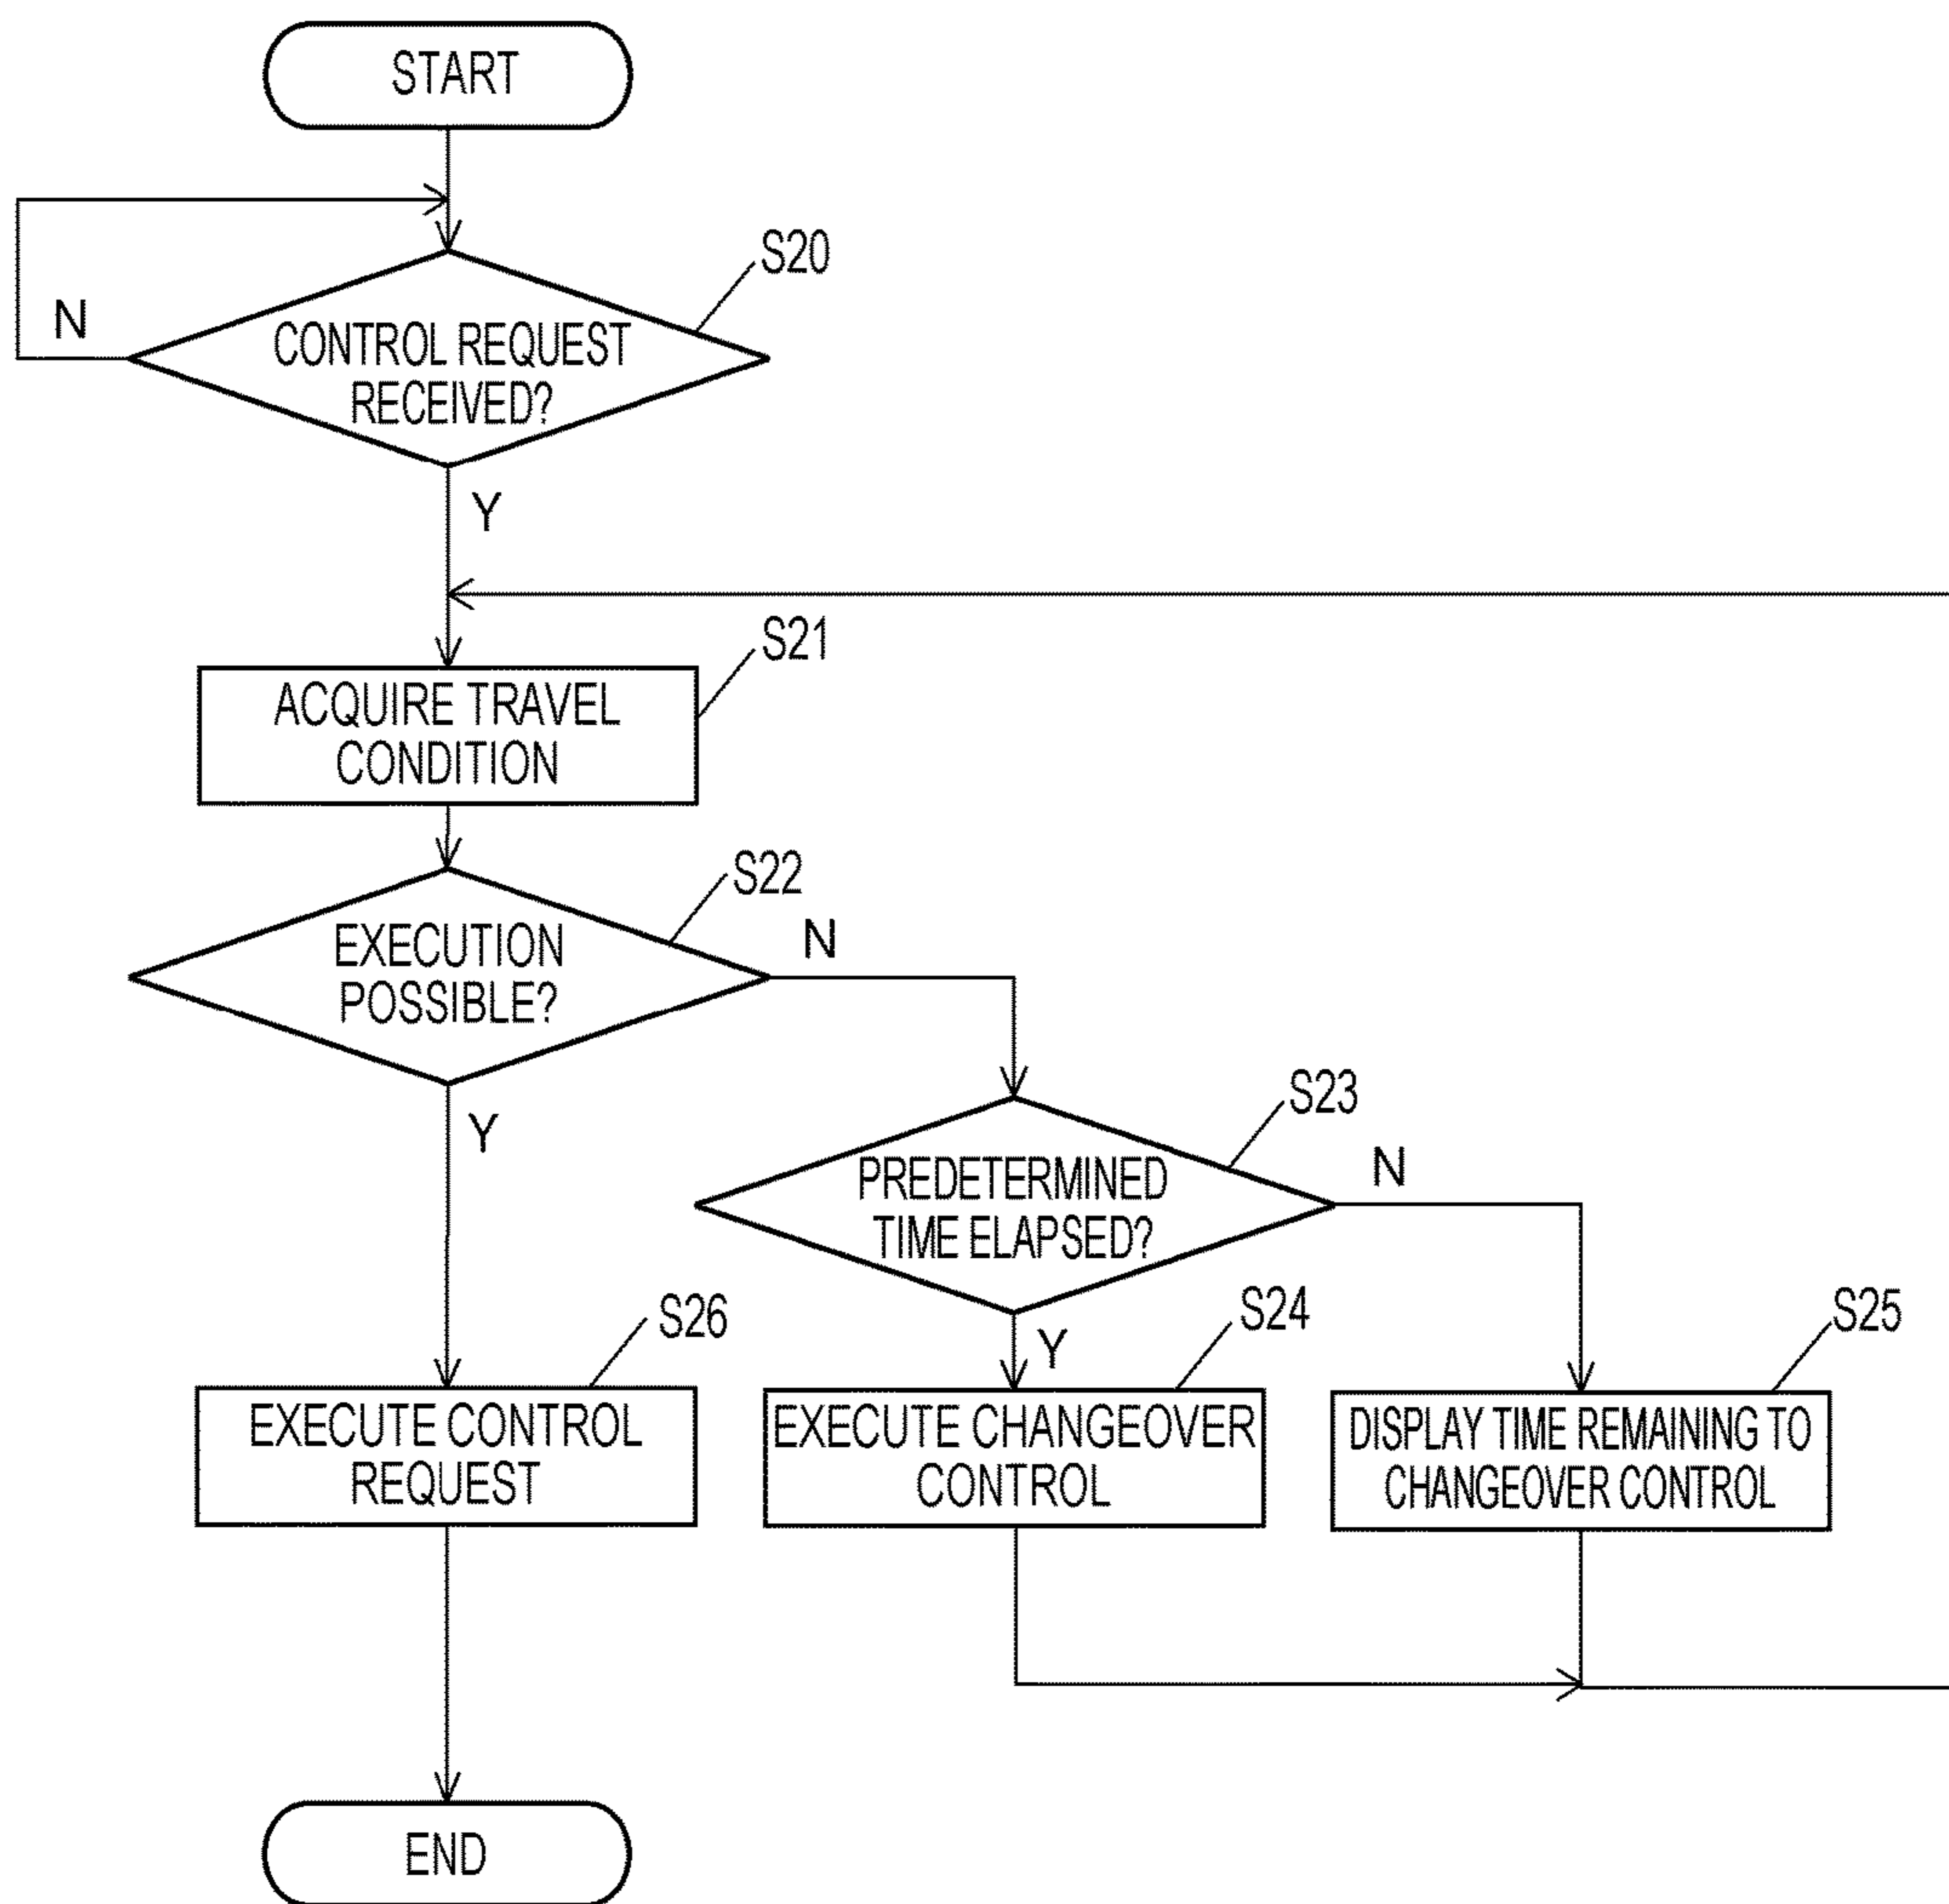 START
S20
N
CONTROL REQUEST
RECEIVED?
Y
S21
ACQUIRE TRAVEL
CONDITION
S22
N
EXECUTION
POSSIBLE?
Y
S23
N
PREDETERMINED
TIME ELAPSED?
Y
S26
EXECUTE CONTROL
REQUEST
S24
EXECUTE CHANGEOVER
CONTROL
S25
DISPLAY TIME REMAINING TO
CHANGEOVER CONTROL
END